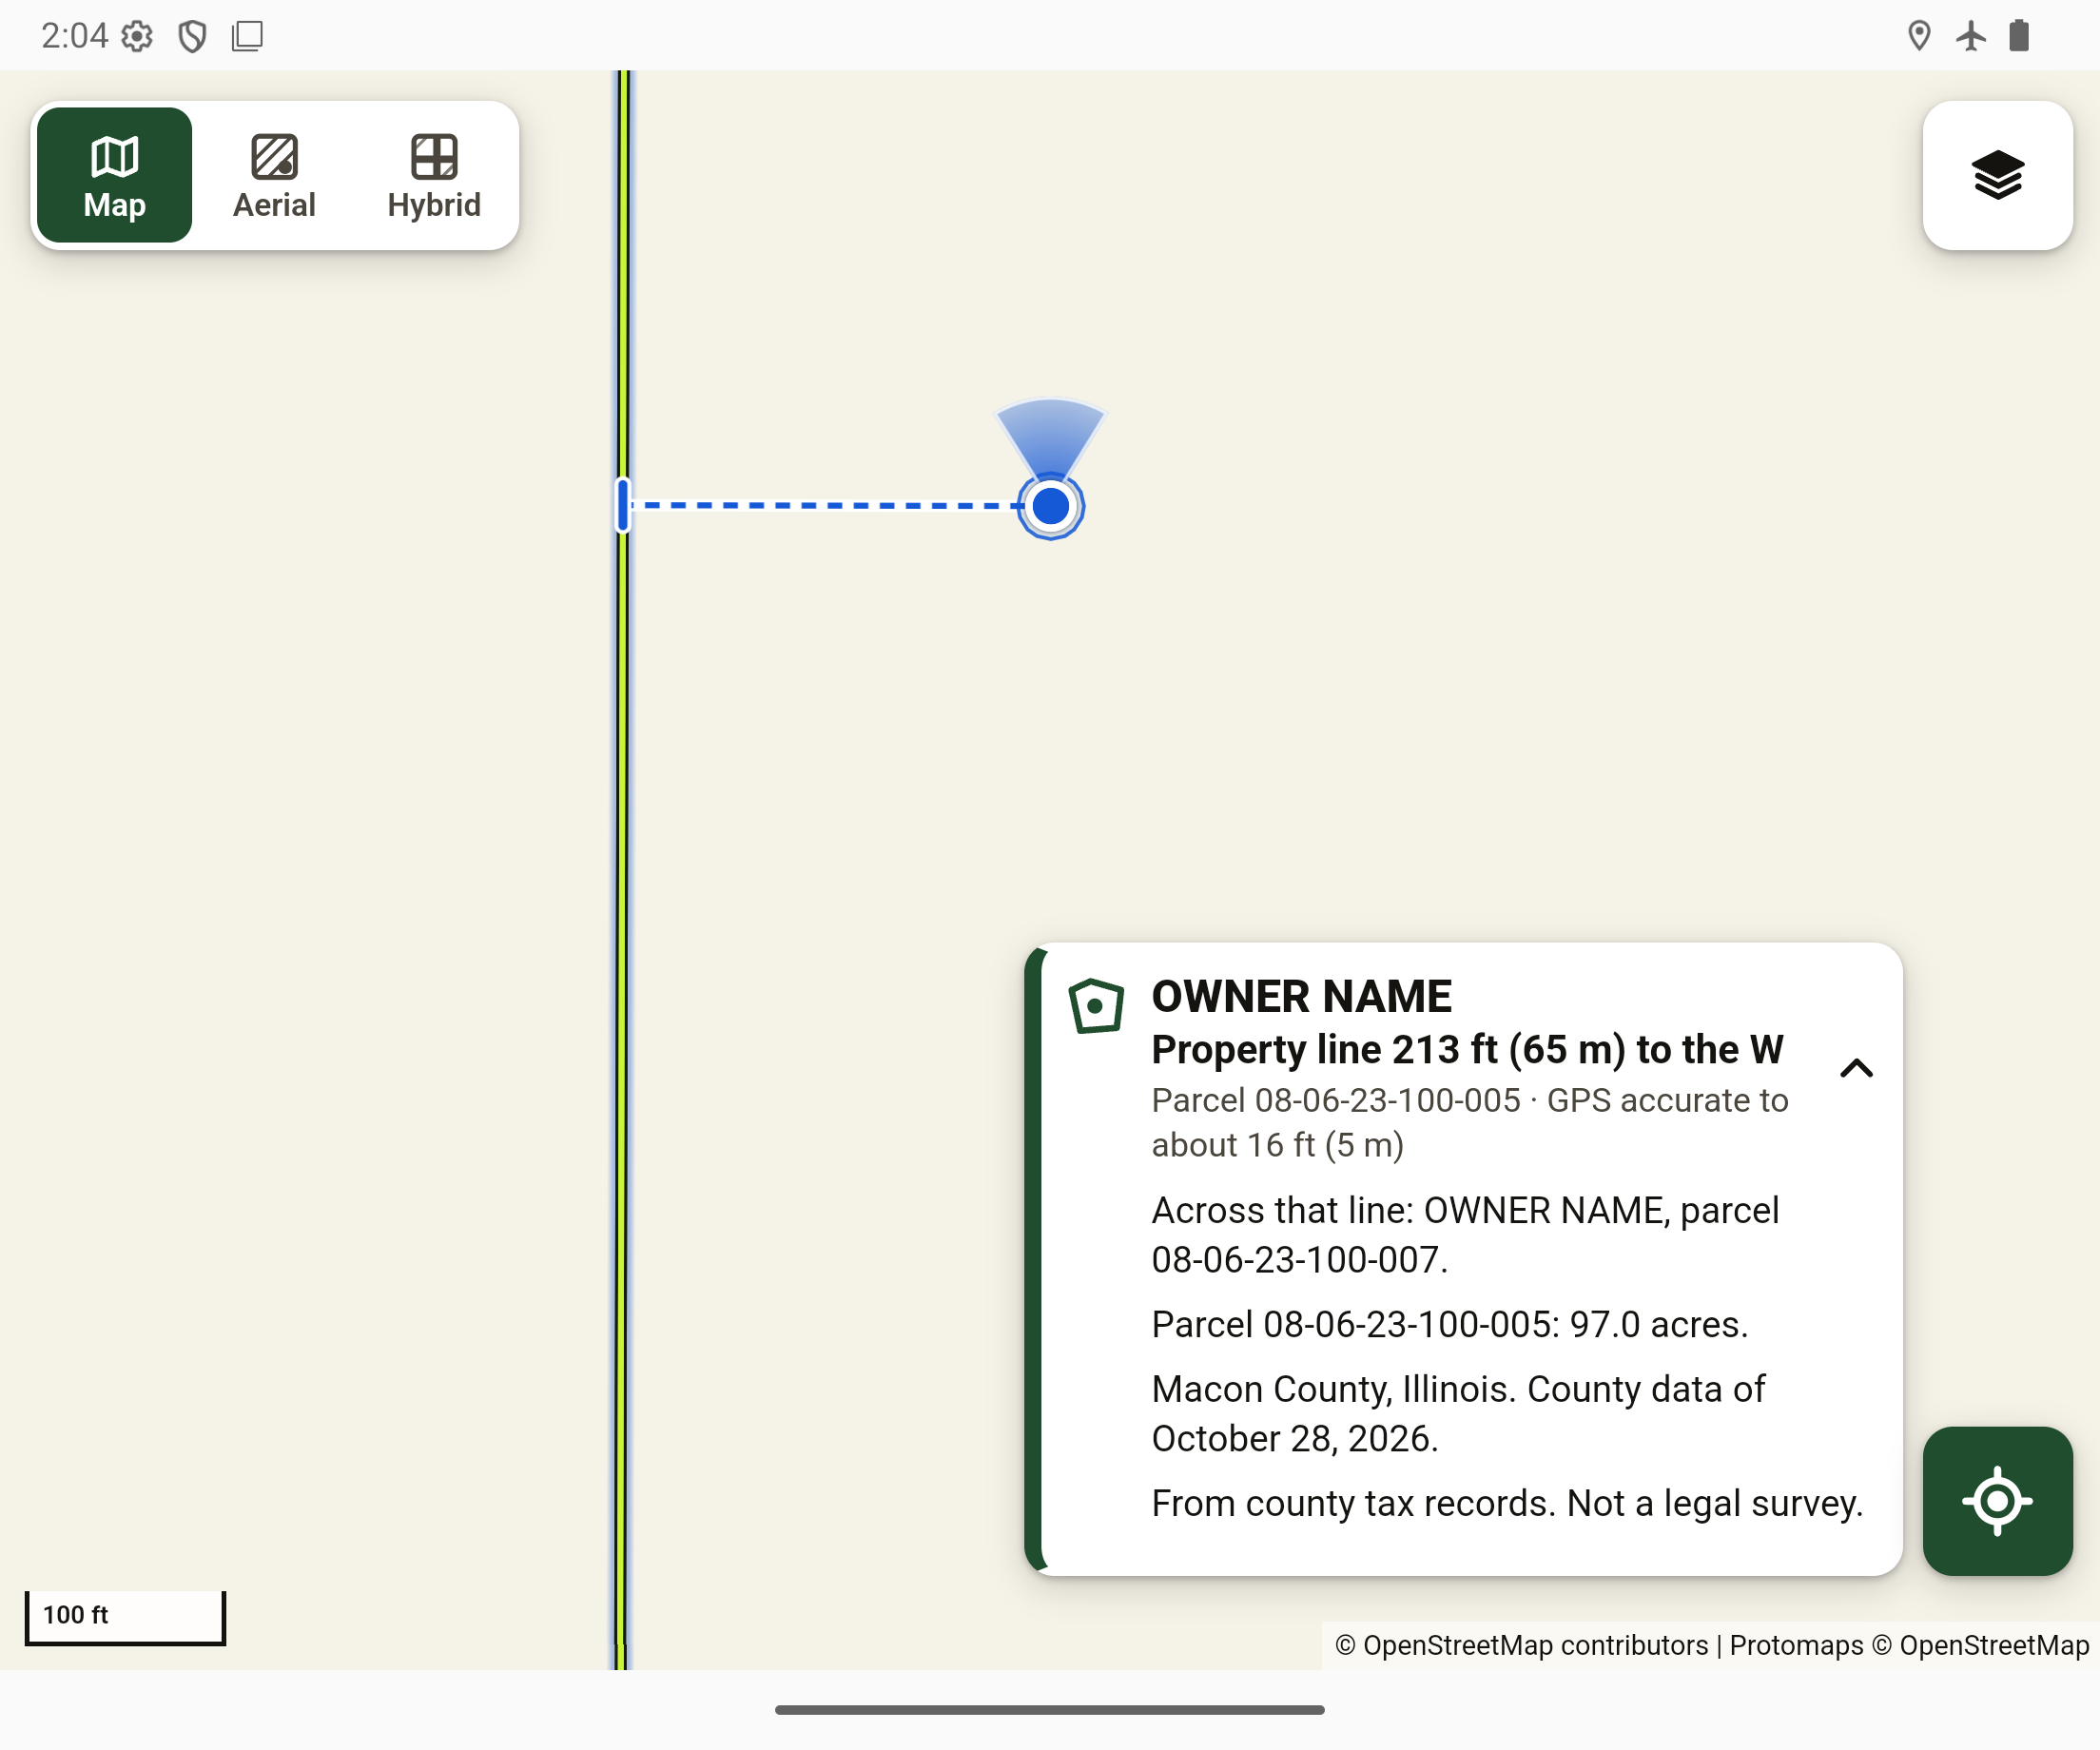 2:04
Map
Aerial
Hybrid
OWNER NAME
Property line 213 ft (65 m) to the W
Parcel 08-06-23-100-005 · GPS accurate to
about 16 ft (5 m)
Across that line: OWNER NAME, parcel
08-06-23-100-007.
Parcel 08-06-23-100-005: 97.0 acres.
Macon County, Illinois. County data of
October 28, 2026.
From county tax records. Not a legal survey.
100 ft
© OpenStreetMap contributors | Protomaps © OpenStreetMap